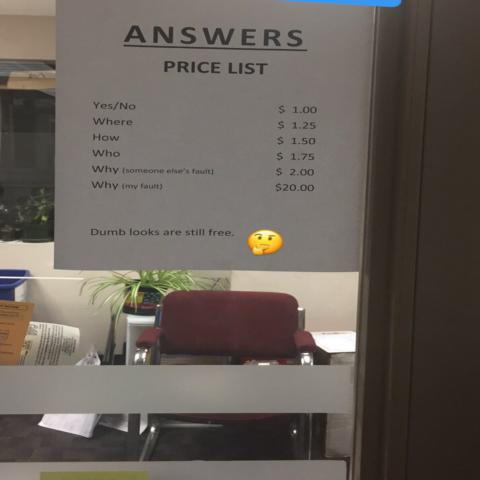 ANSWERS
PRICE LIST
Yes/No $ 1.00
Where $ 1.25
How $ 1.50
Who $ 1.75
Why (someone else's fault) $ 2.00
Why (my fault) $20.00
Dumb looks are still free.